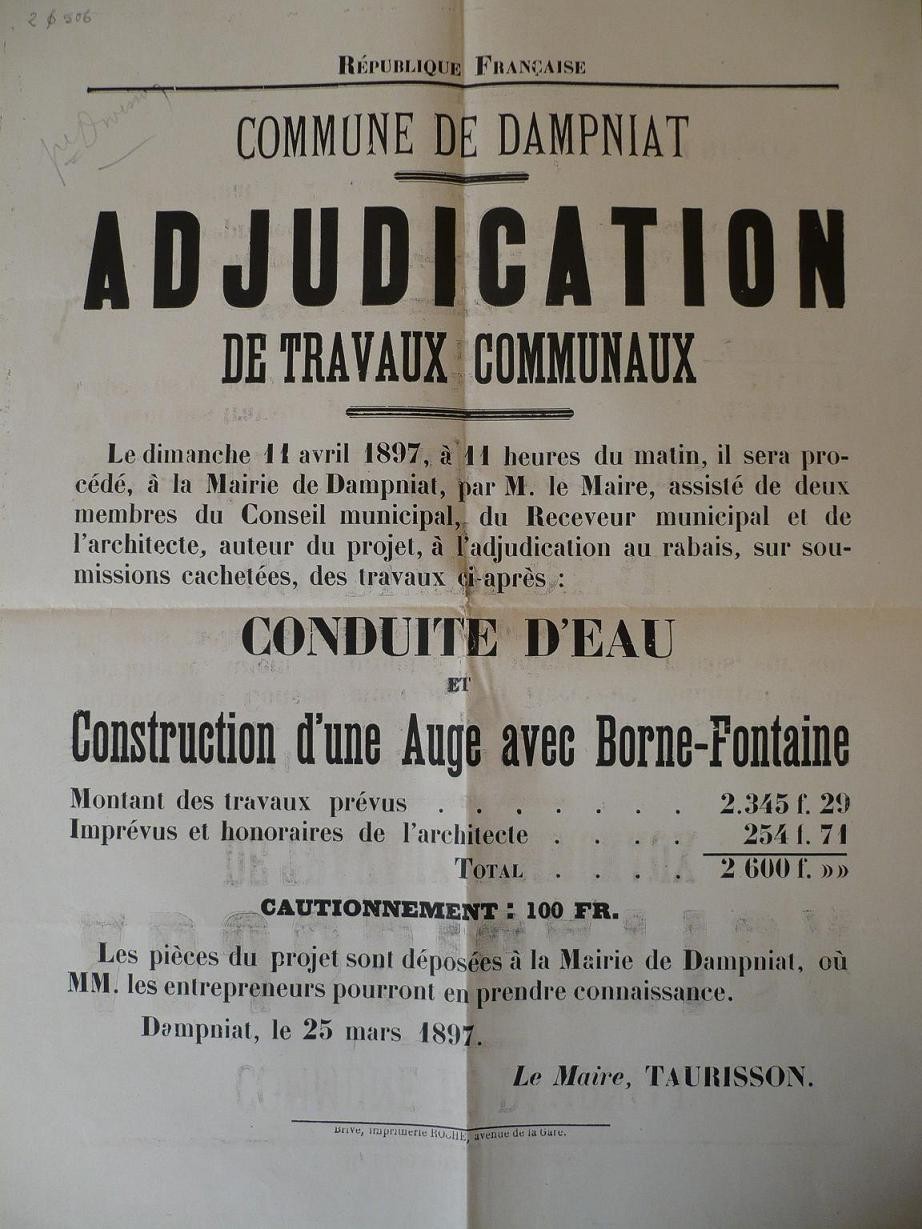 2 φ 506
RÉPUBLIQUE FRANÇAISE
COMMUNE DE DAMPNIAT
ADJUDICATION
DE TRAVAUX COMMUNAUX
Le dimanche 11 avril 1897, à 11 heures du matin, il sera pro-
cédé, à la Mairie de Dampniat, par M. le Maire, assisté de deux
membres du Conseil municipal, du Receveur municipal et de
l'architecte, auteur du projet, à l'adjudication au rabais, sur sou-
missions cachetées, des travaux ci-après :
CONDUITE D'EAU
ET
Construction d'une Auge avec Borne-Fontaine
Montant des travaux prévus . . . . . . . 2.345 f. 29
Imprévus et honoraires de l'architecte . . . . 254 f. 71
TOTAL . . . . 2 600 f. »»
CAUTIONNEMENT : 100 FR.
Les pièces du projet sont déposées à la Mairie de Dampniat, où
MM. les entrepreneurs pourront en prendre connaissance.
Dampniat, le 25 mars 1897.
Le Maire, TAURISSON.
Brive, imprimerie ROCHE, avenue de la Gare.